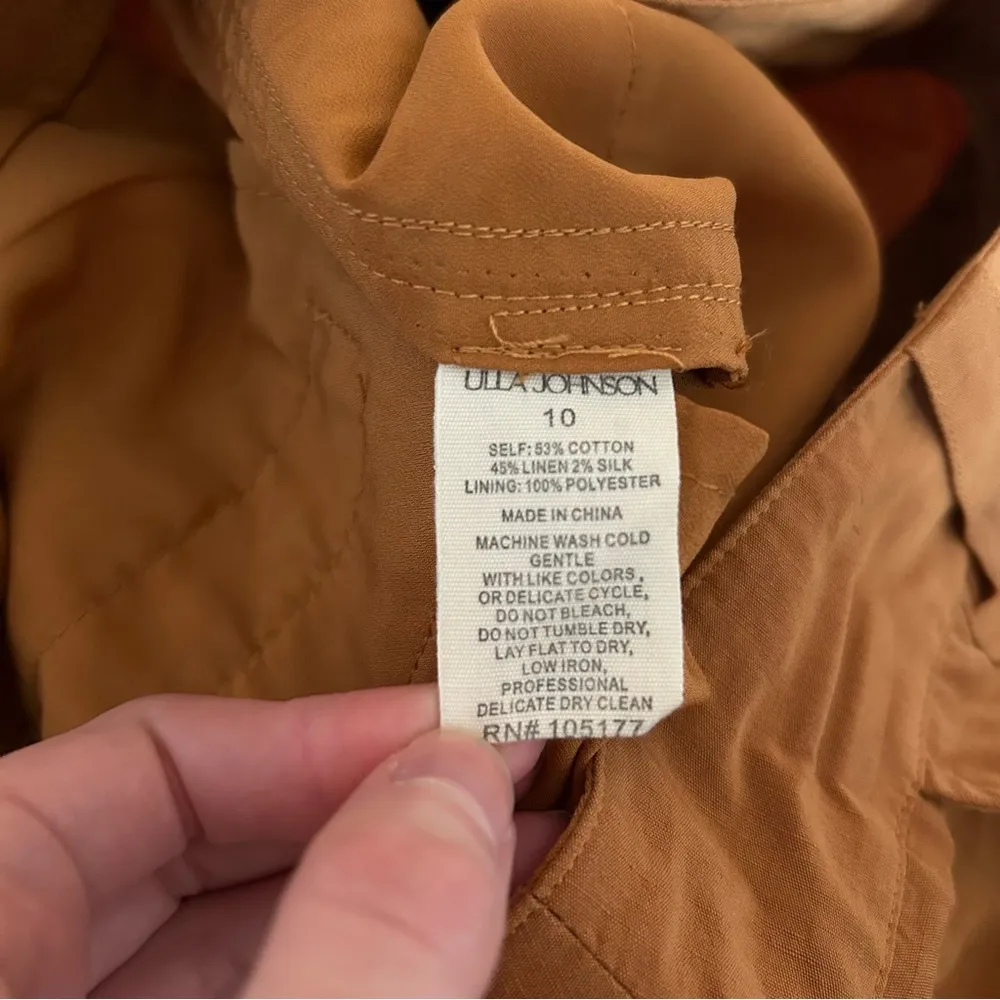 ULLA JOHNSON
10
SELF: 53% COTTON
45% LINEN 2% SILK
LINING: 100% POLYESTER
MADE IN CHINA
MACHINE WASH COLD
GENTLE
WITH LIKE COLORS,
OR DELICATE CYCLE,
DO NOT BLEACH,
DO NOT TUMBLE DRY,
LAY FLAT TO DRY,
LOW IRON,
PROFESSIONAL
DELICATE DRY CLEAN
RN# 105177